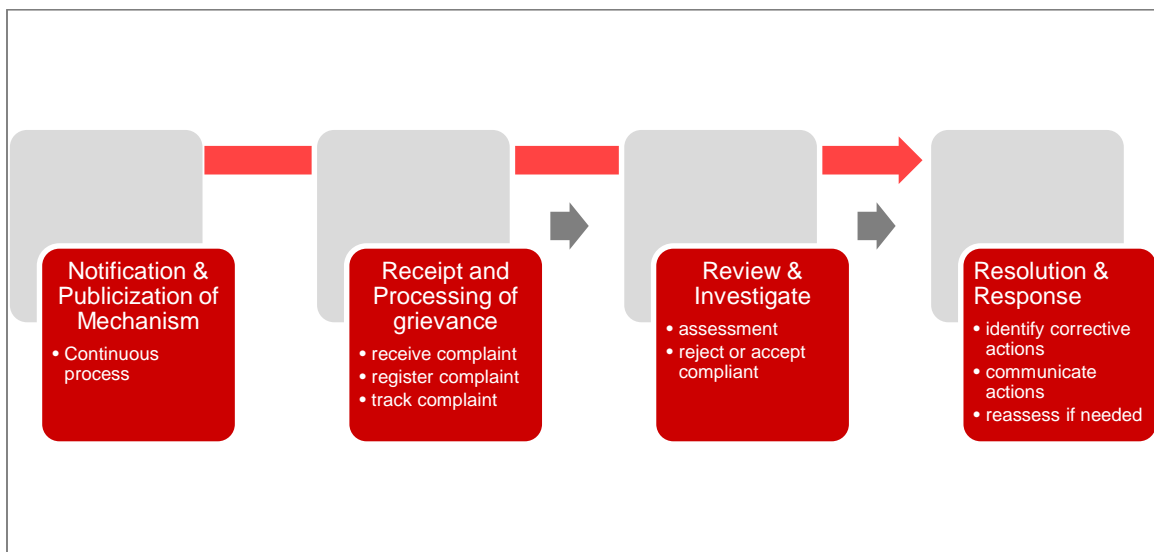 Notification &
Publicization of
Mechanism
• Continuous
process
Receipt and
Processing of
grievance
• receive complaint
• register complaint
• track complaint
Review &
Investigate
• assessment
• reject or accept
compliant
Resolution &
Response
• identify corrective
actions
• communicate
actions
• reassess if needed